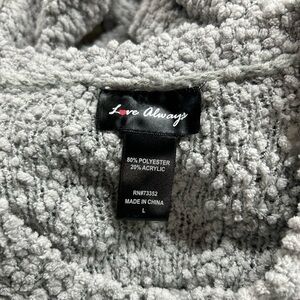 Love Always
80% POLYESTER
20% ACRYLIC
RN#73352
MADE IN CHINA
L